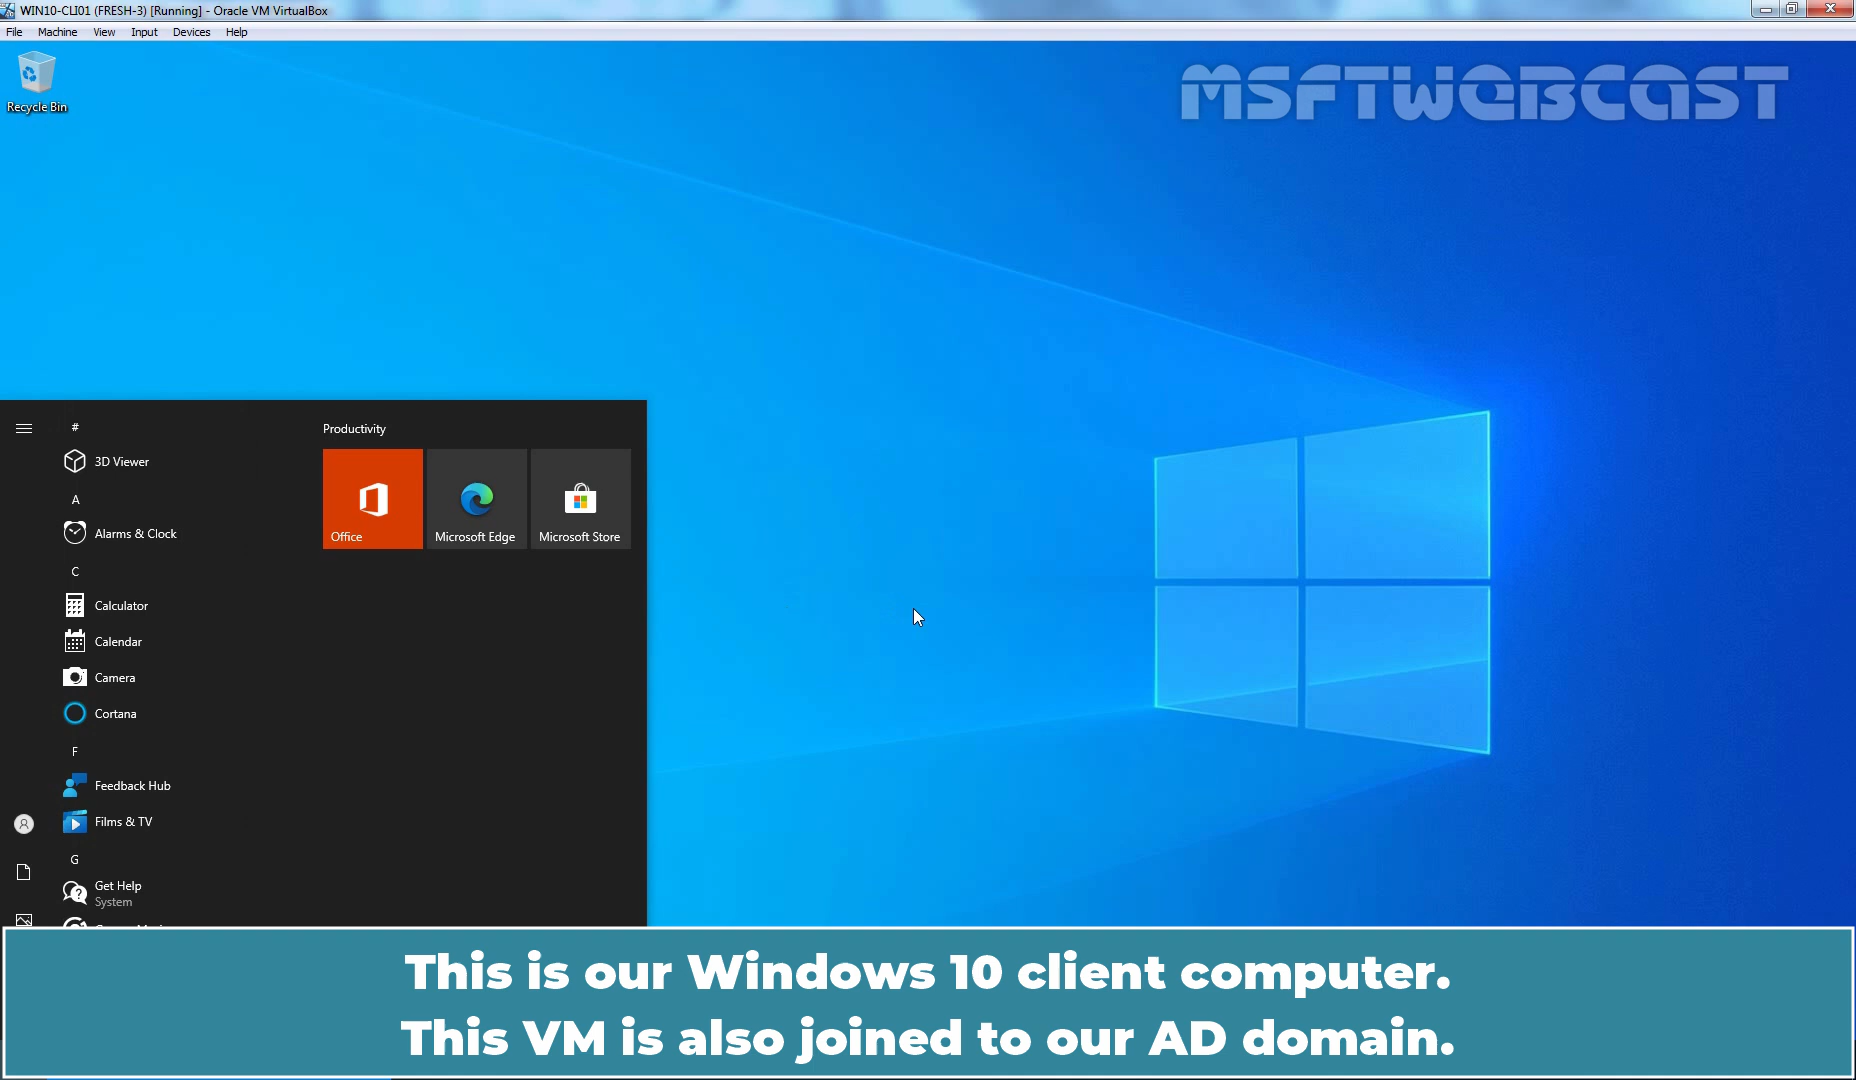 WIN10-CLI01 (FRESH-3) [Running] - Oracle VM VirtualBox
File Machine View Input Devices Help
Recycle Bin
MSFTWEBCAST
#
Productivity
3D Viewer
A
Alarms & Clock
Office
Microsoft Edge
Microsoft Store
C
Calculator
Calendar
Camera
Cortana
F
Feedback Hub
Films & TV
G
Get Help
System
This is our Windows 10 client computer.
This VM is also joined to our AD domain.